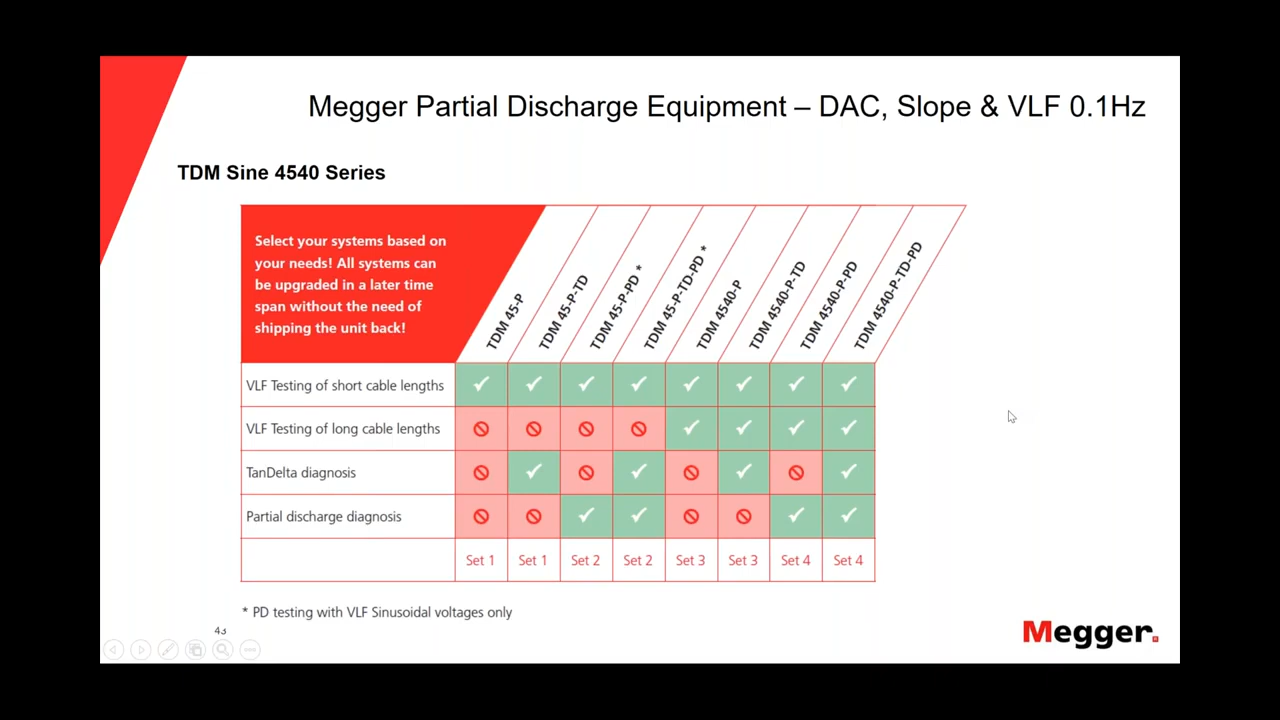 Megger Partial Discharge Equipment – DAC, Slope & VLF 0.1Hz
TDM Sine 4540 Series
Select your systems based on
your needs! All systems can
be upgraded in a later time
span without the need of
shipping the unit back!
TDM 45-P
TDM 45-P-TD
TDM 45-P-PD *
TDM 45-P-TD-PD *
TDM 4540-P
TDM 4540-P-TD
TDM 4540-P-PD
TDM 4540-P-TD-PD
VLF Testing of short cable lengths
VLF Testing of long cable lengths
TanDelta diagnosis
Partial discharge diagnosis
Set 1 Set 1 Set 2 Set 2 Set 3 Set 3 Set 4 Set 4
* PD testing with VLF Sinusoidal voltages only
43
Megger.